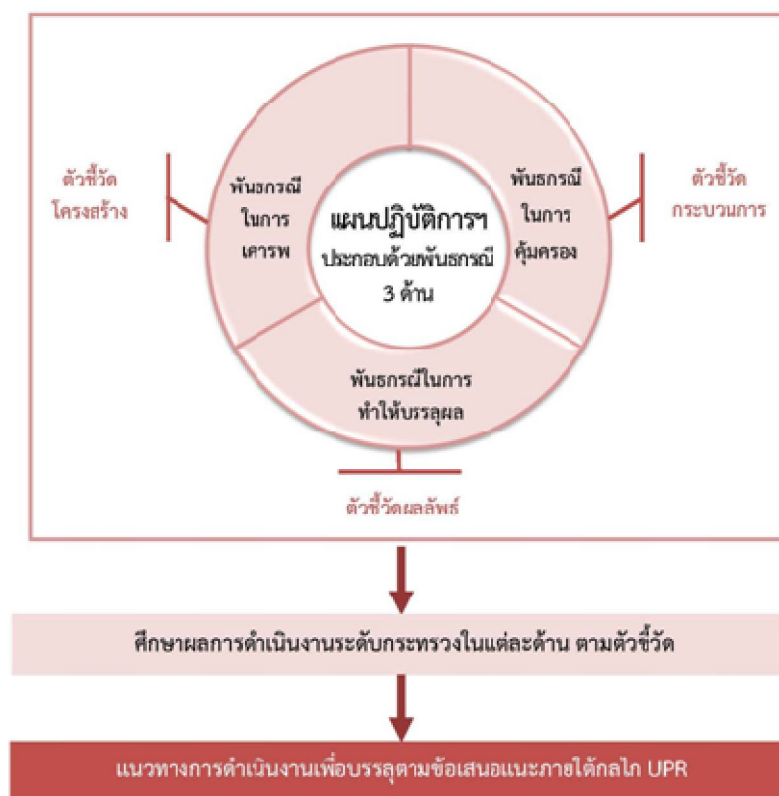 ตัวชี้วัด
โครงสร้าง
พันธกรณี
ในการ
เคารพ
แผนปฏิบัติการฯ
ประกอบด้วยพันธกรณี
3 ด้าน
พันธกรณี
ในการ
คุ้มครอง
ตัวชี้วัด
กระบวนการ
พันธกรณีในการ
ทำให้บรรลุผล
ตัวชี้วัดผลลัพธ์
ศึกษาผลการดำเนินงานระดับกระทรวงในแต่ละด้าน ตามตัวชี้วัด
แนวทางการดำเนินงานเพื่อบรรลุตามข้อเสนอแนะภายใต้กลไก UPR